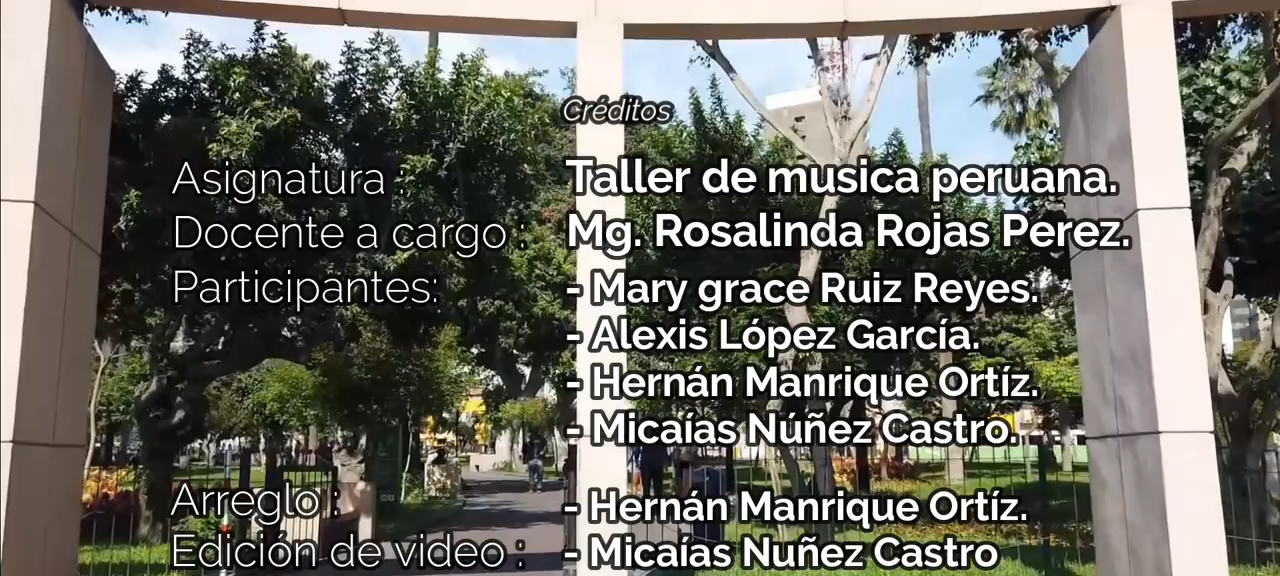 Créditos
Asignatura : Taller de musica peruana.
Docente a cargo : Mg. Rosalinda Rojas Perez.
Participantes: - Mary grace Ruiz Reyes.
- Alexis López García.
- Hernán Manrique Ortíz.
- Micaías Núñez Castro.
Arreglo : - Hernán Manrique Ortíz.
Edición de video : - Micaías Nuñez Castro